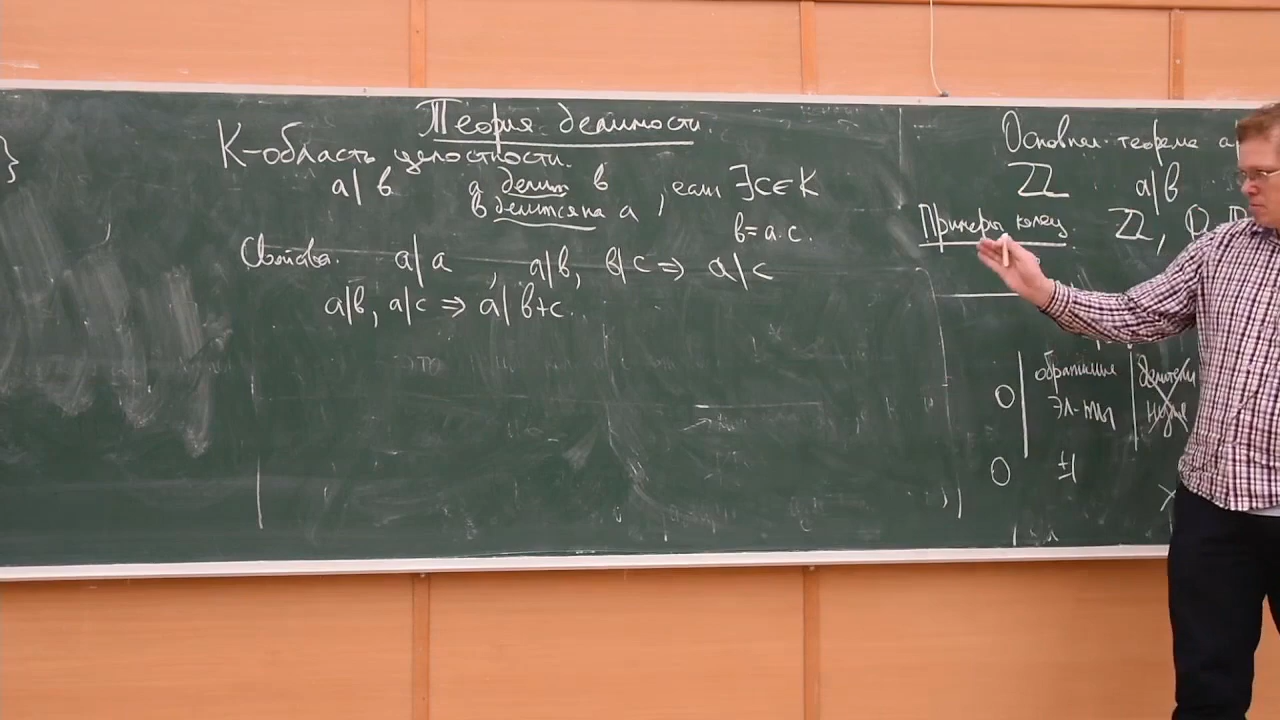 }
Теория делимости.
K-область целостности.
a|b a делит b
b делится на a, если ∃c∈K
b=a·c.
Свойства. a|a, a|b, b|c ⇒ a|c
a|b, a|c ⇒ a|b+c.
Основная теорема а
ℤ a|b
Примеры колец. ℤ, ℚ,
0 | обратимые | делители
эл-ты нуля
0 ±1